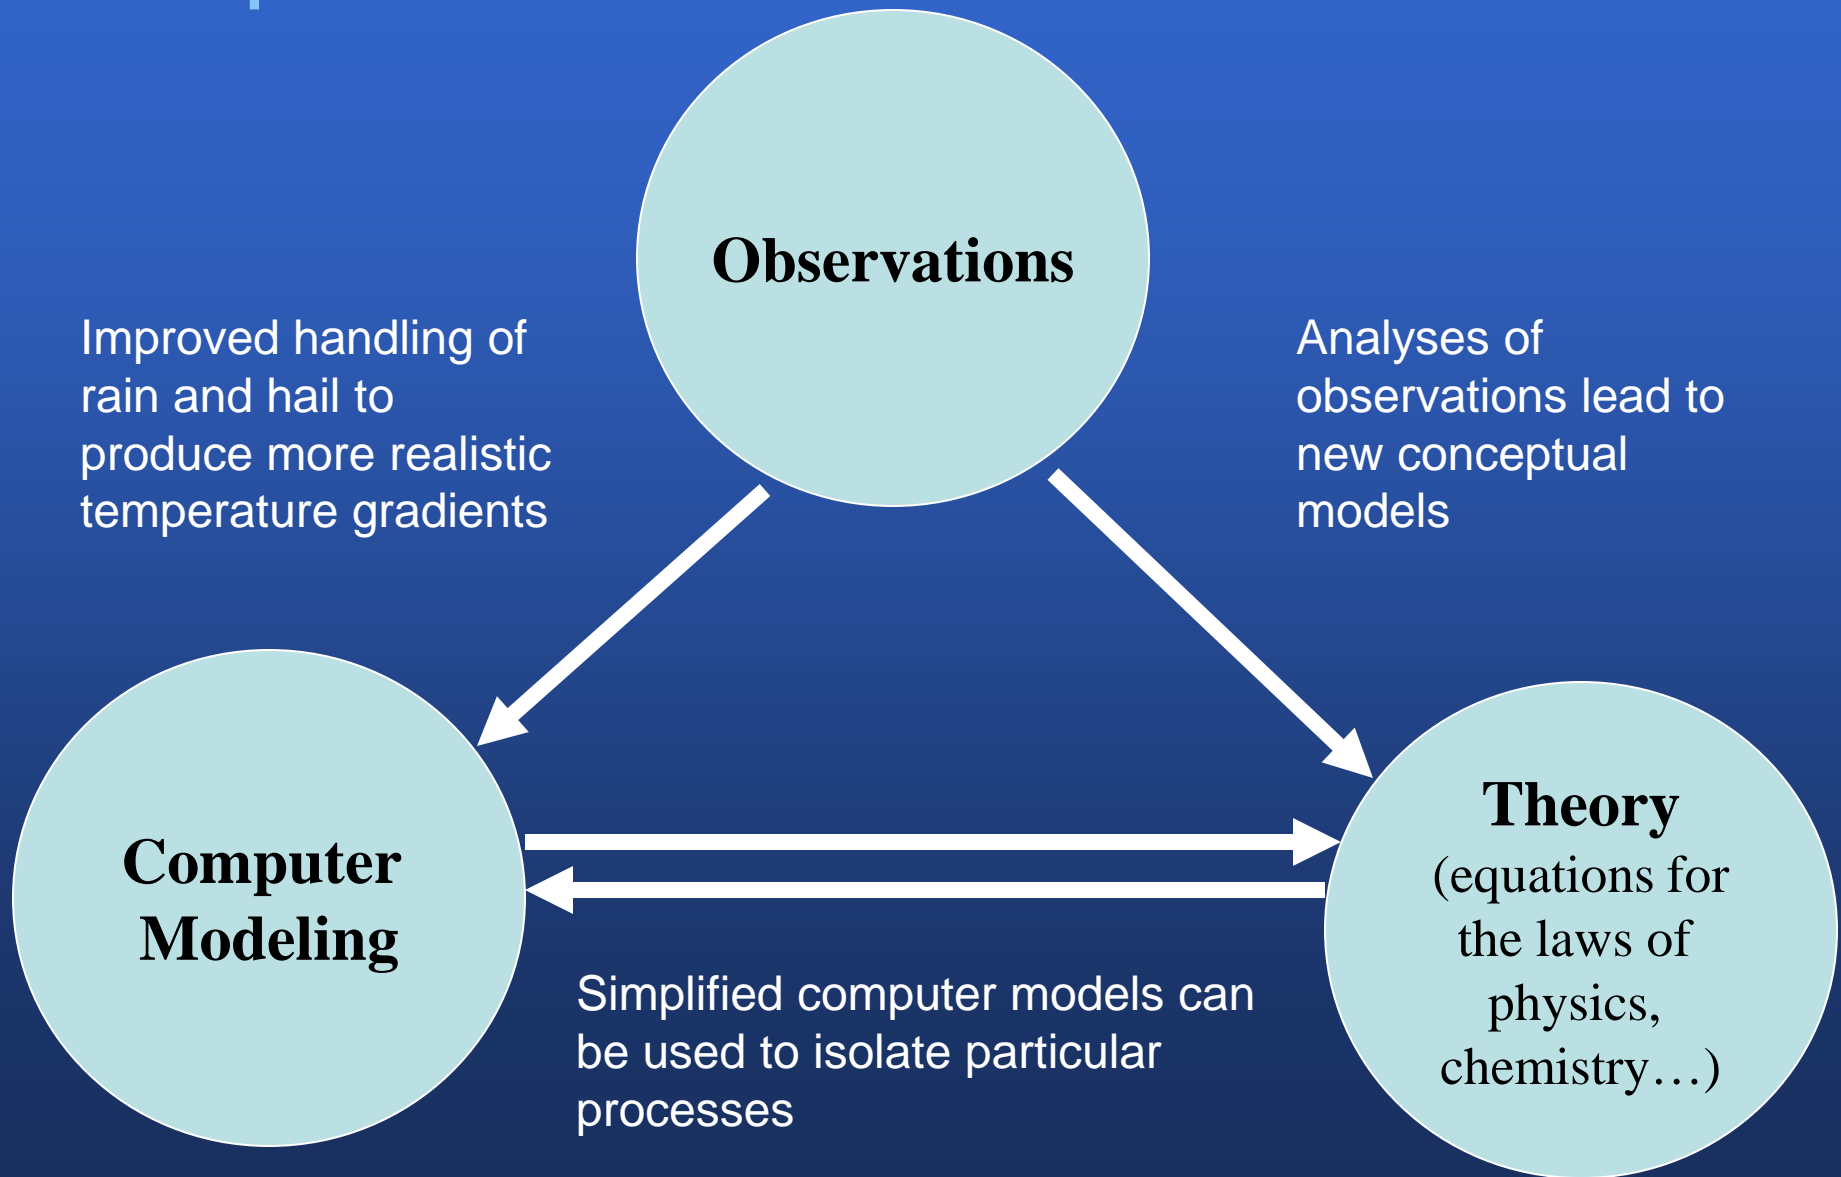 Observations
Improved handling of
rain and hail to
produce more realistic
temperature gradients
Analyses of
observations lead to
new conceptual
models
Computer
Modeling
Theory
(equations for
the laws of
physics,
chemistry…)
Simplified computer models can
be used to isolate particular
processes